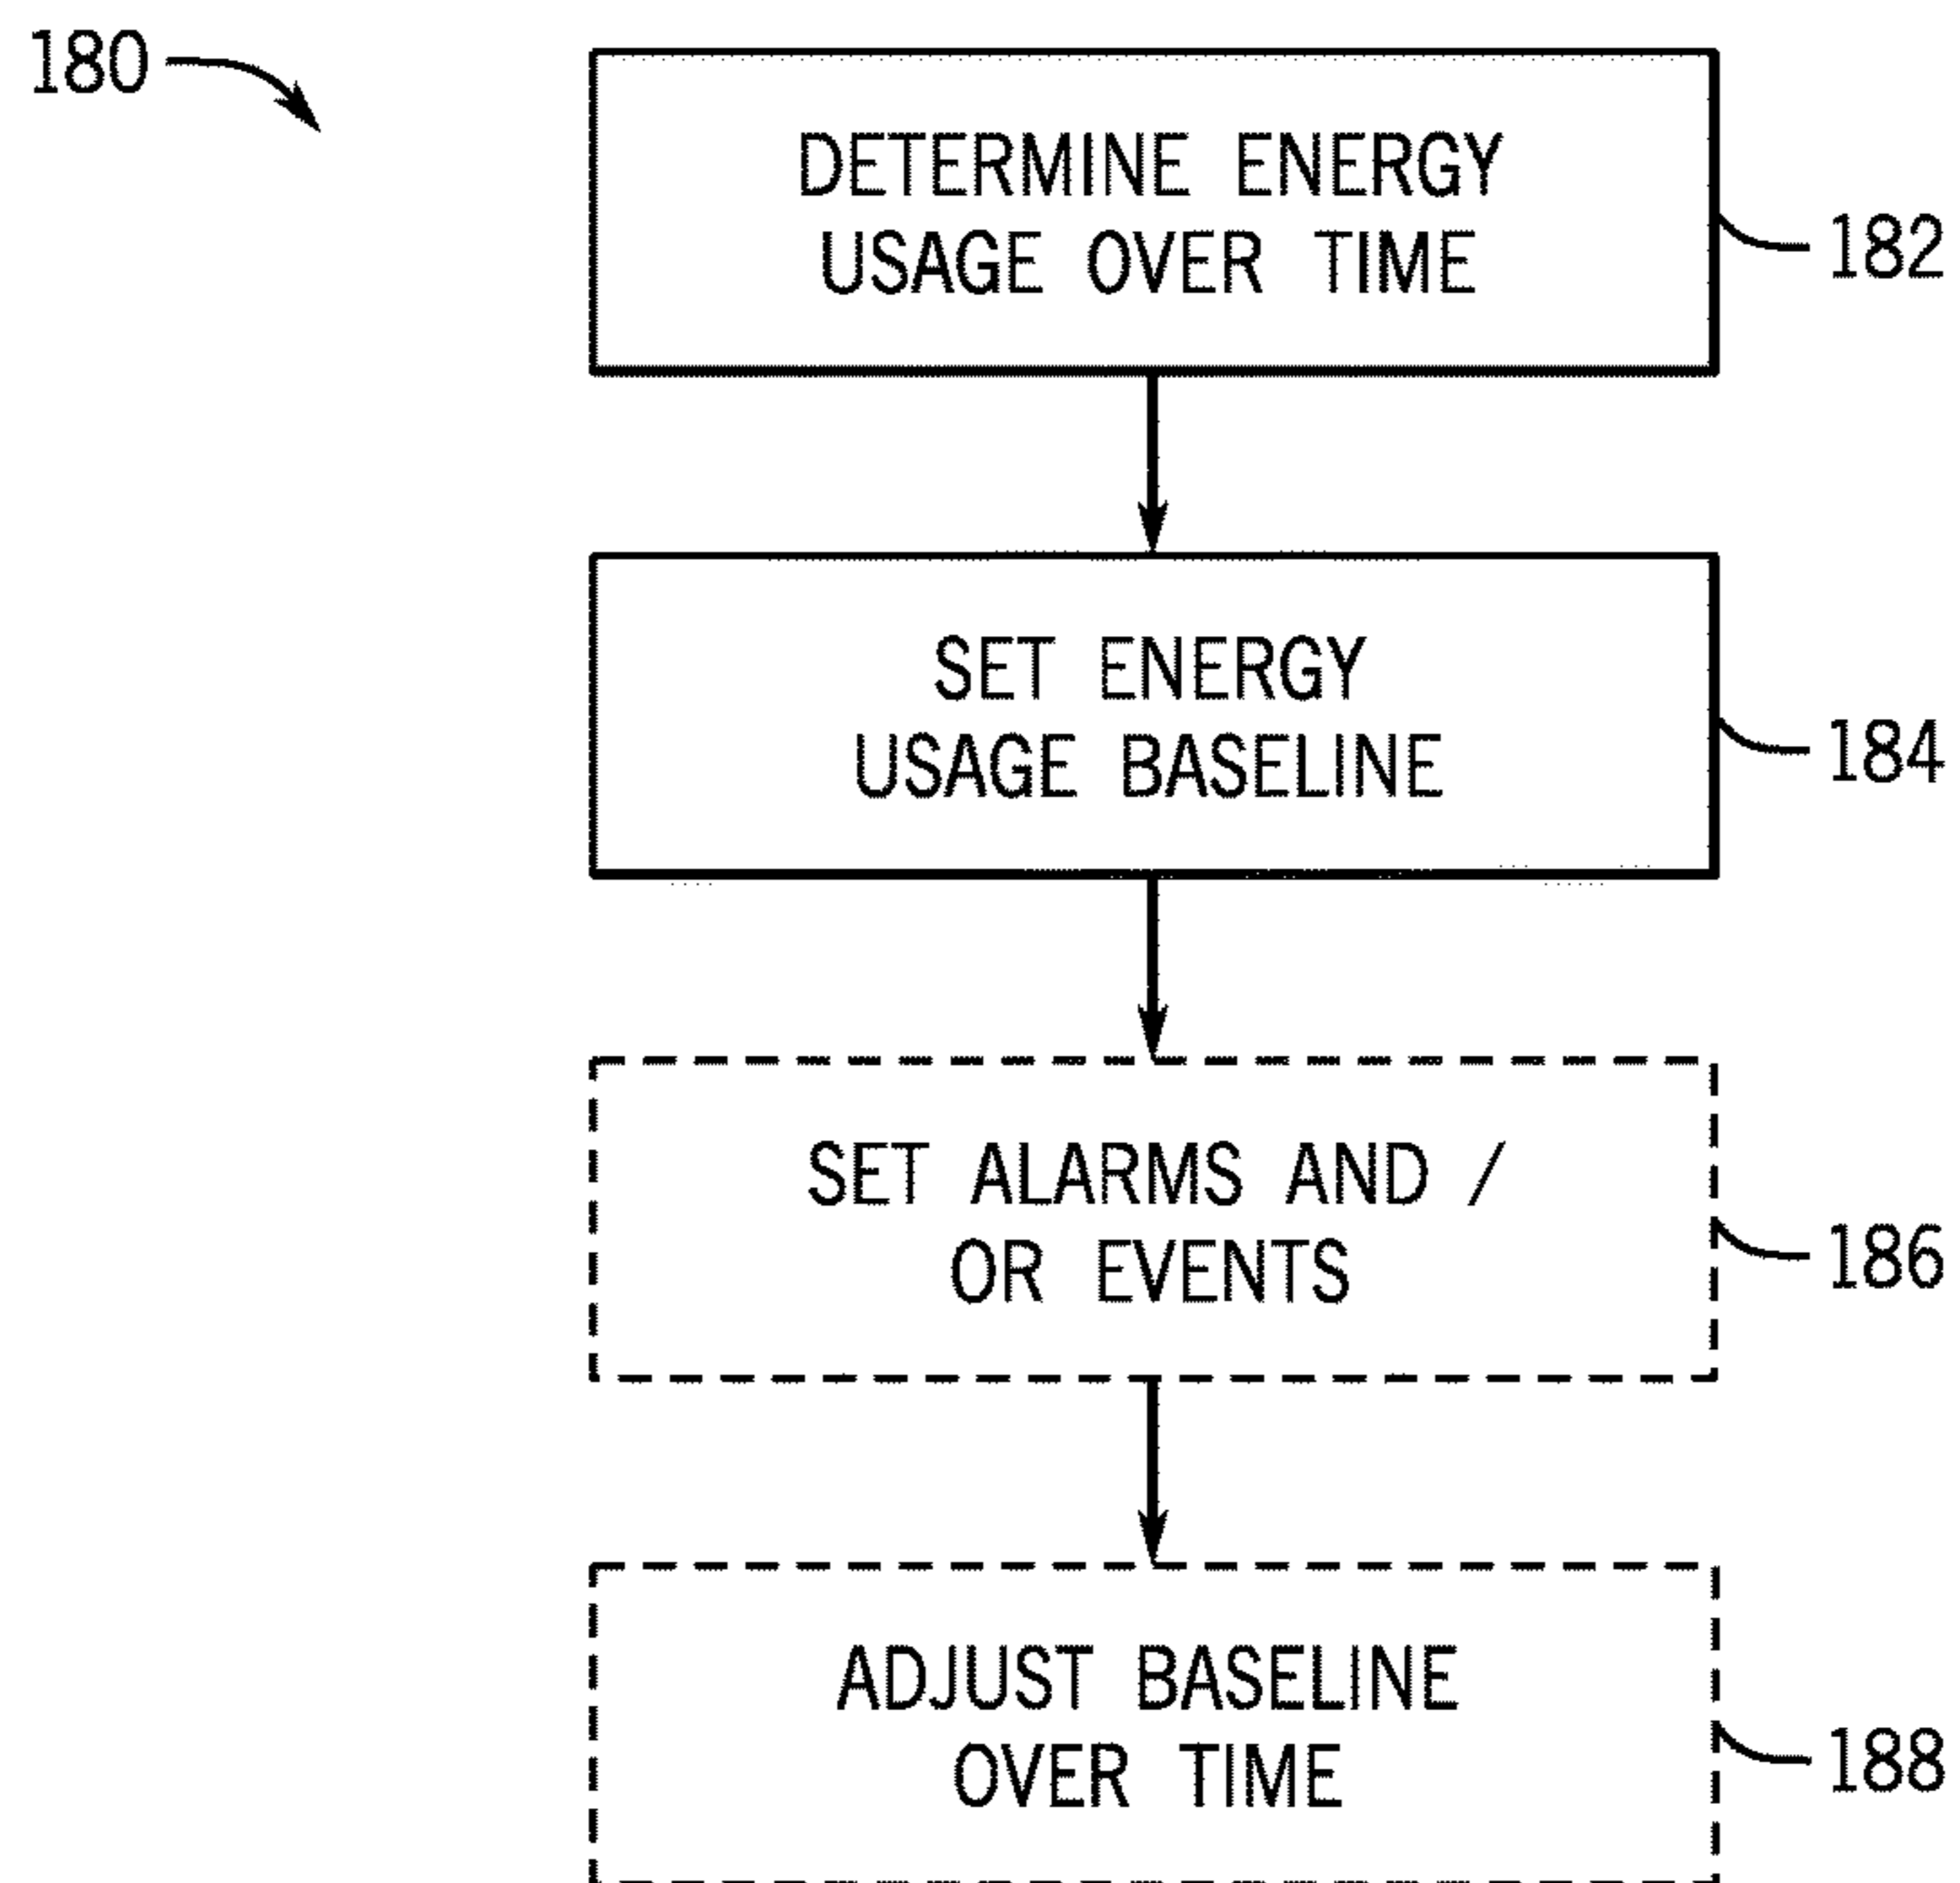 180
DETERMINE ENERGY
USAGE OVER TIME
182
SET ENERGY
USAGE BASELINE
184
SET ALARMS AND /
OR EVENTS
186
ADJUST BASELINE
OVER TIME
188